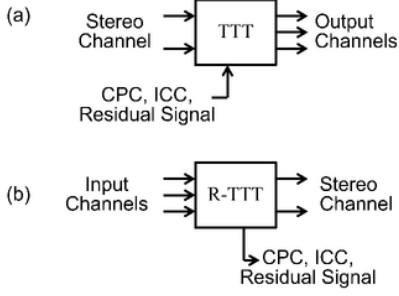 (a)
Stereo
Channel
TTT
Output
Channels
CPC, ICC,
Residual Signal
(b)
Input
Channels
R-TTT
Stereo
Channel
CPC, ICC,
Residual Signal